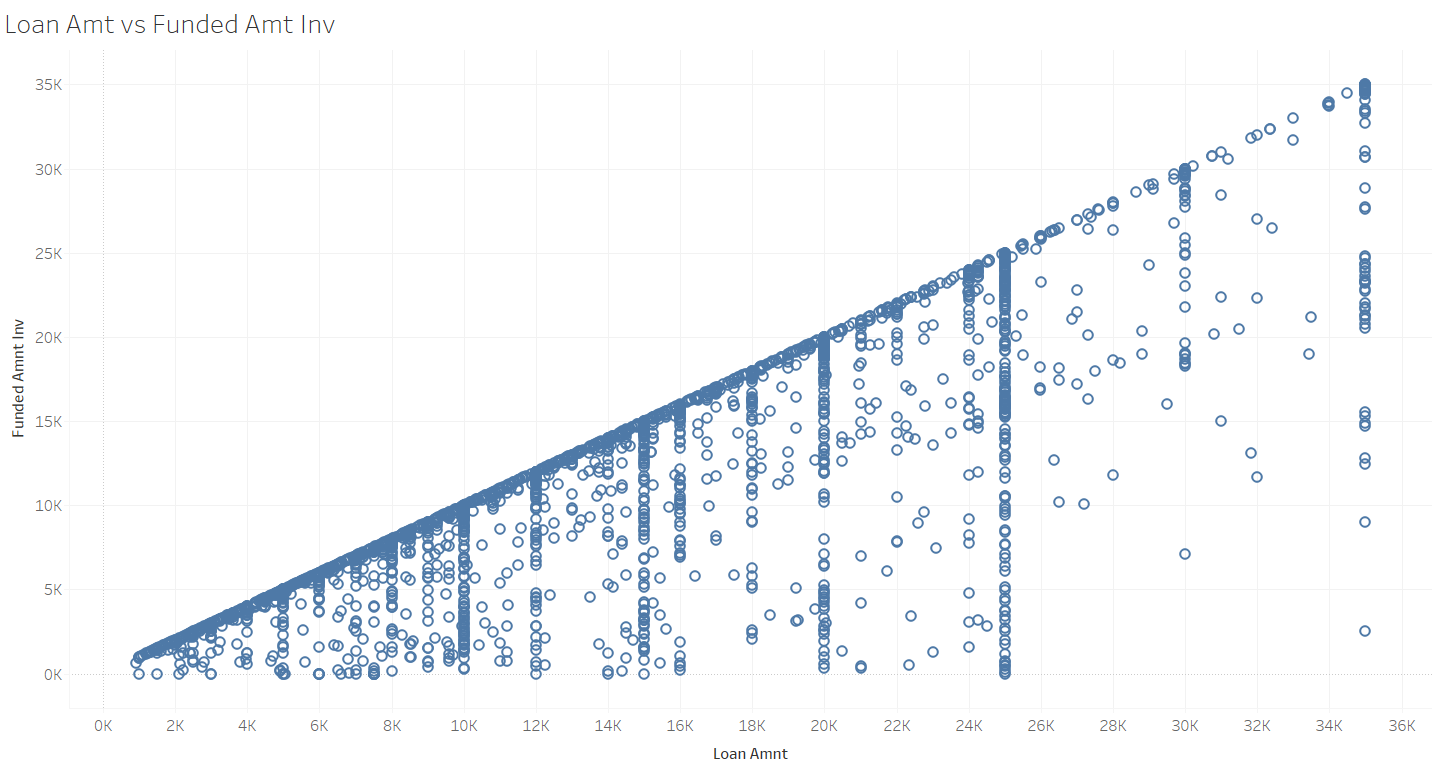 Loan Amt vs Funded Amt Inv
35K
30K
25K
20K
15K
10K
5K
0K
Funded Amnt Inv
0K 2K 4K 6K 8K 10K 12K 14K 16K 18K 20K 22K 24K 26K 28K 30K 32K 34K 36K
Loan Amnt